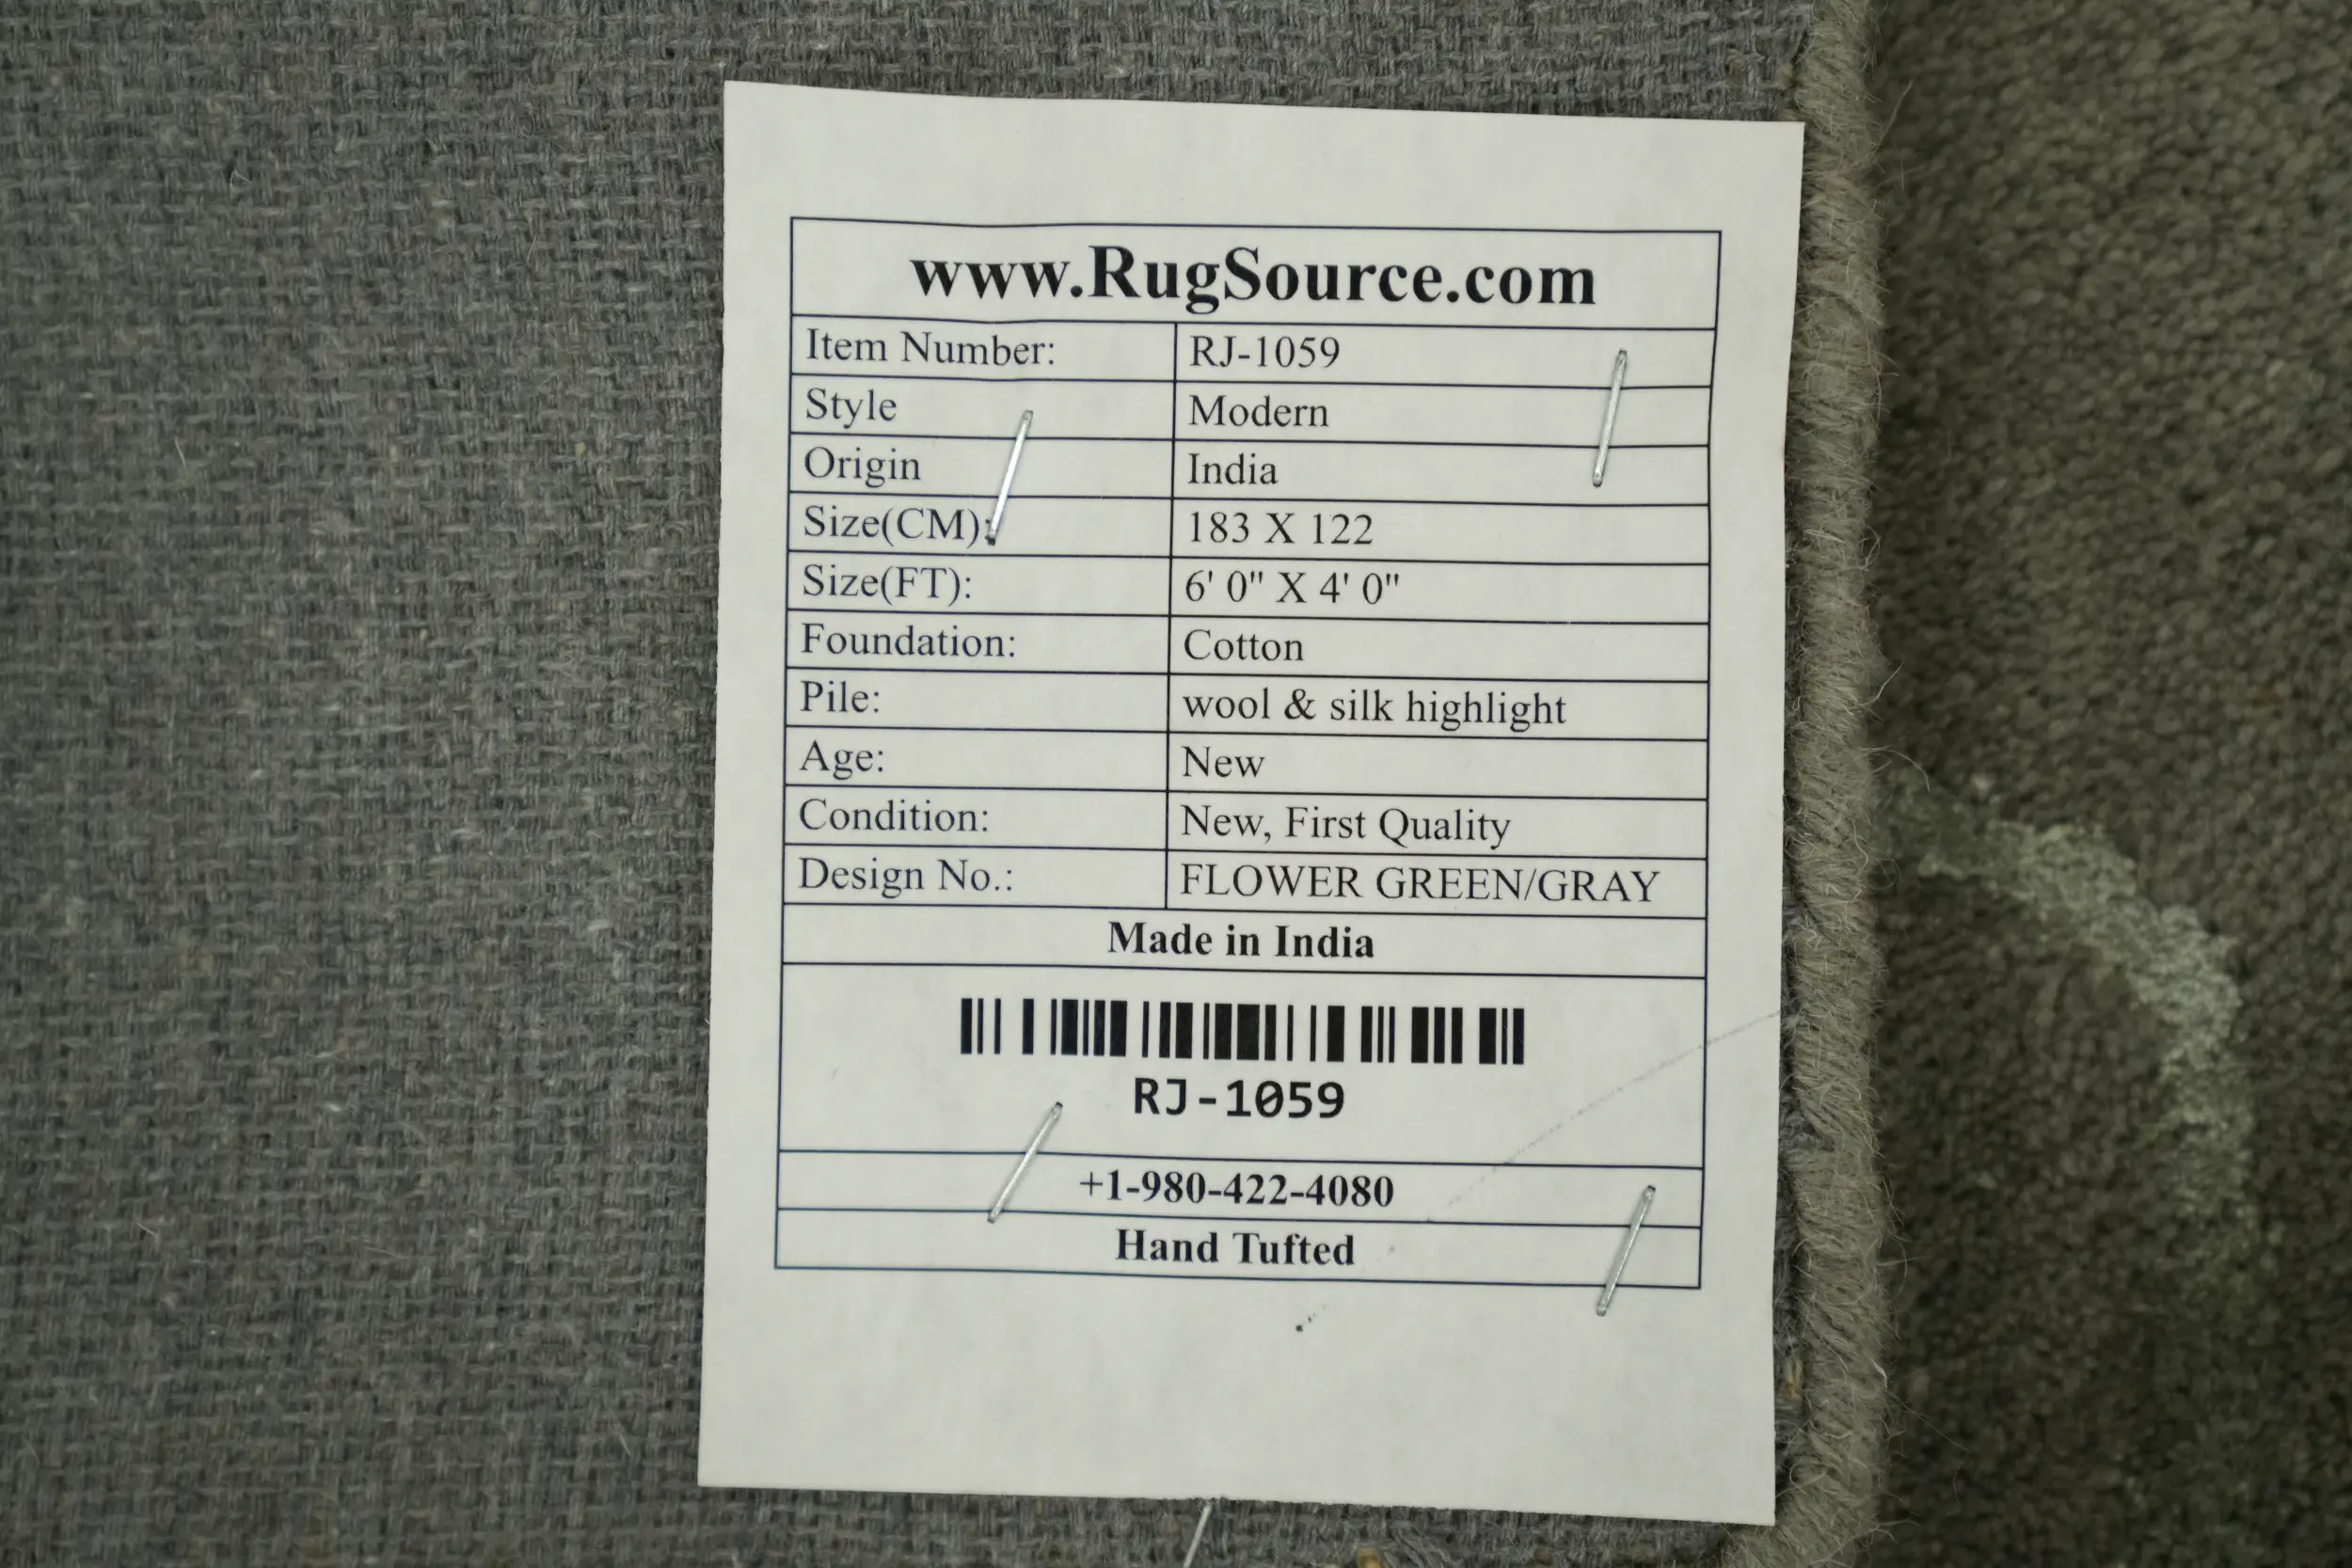 www.RugSource.com
Item Number: RJ-1059
Style Modern
Origin India
Size(CM): 183 X 122
Size(FT): 6' 0" X 4' 0"
Foundation: Cotton
Pile: wool & silk highlight
Age: New
Condition: New, First Quality
Design No.: FLOWER GREEN/GRAY
Made in India
RJ-1059
+1-980-422-4080
Hand Tufted